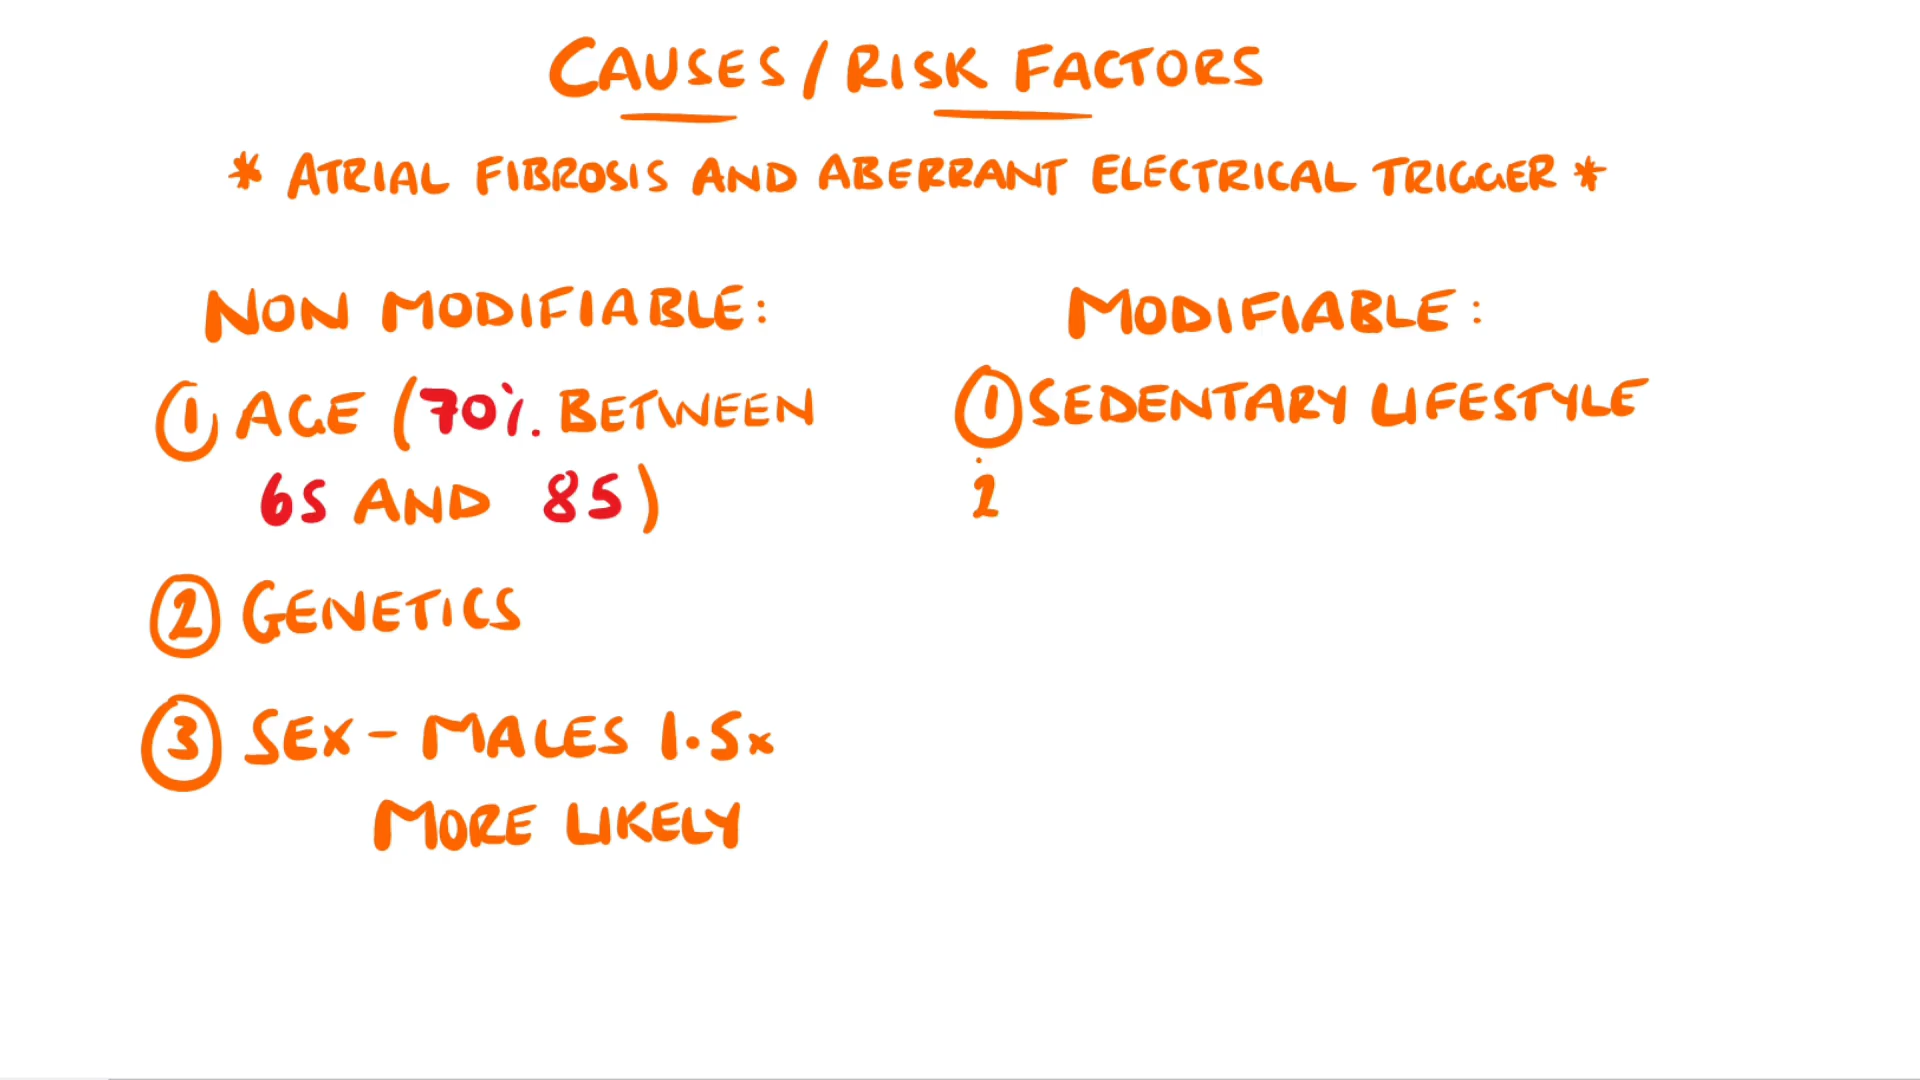 CAUSES / RISK FACTORS
* ATRIAL FIBROSIS AND ABERRANT ELECTRICAL TRIGGER *
NON MODIFIABLE:
① AGE (70%. BETWEEN
65 AND 85)
② GENETICS
③ SEX - MALES 1.5x
MORE LIKELY
MODIFIABLE:
① SEDENTARY LIFESTYLE
2